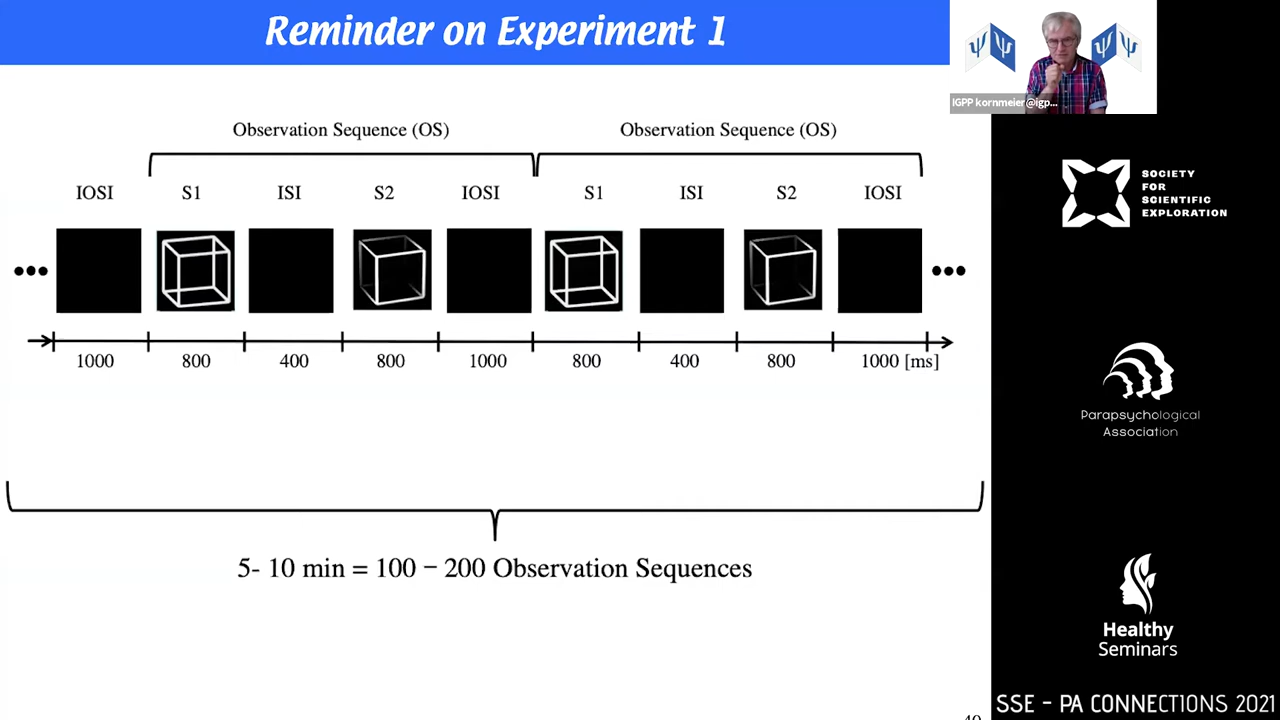 Reminder on Experiment 1
IGPP kornmeier@igp...
Observation Sequence (OS) Observation Sequence (OS)
IOSI S1 ISI S2 IOSI S1 ISI S2 IOSI
1000 800 400 800 1000 800 400 800 1000 [ms]
5- 10 min = 100 – 200 Observation Sequences
SOCIETY
FOR
SCIENTIFIC
EXPLORATION
Parapsychological
Association
Healthy
Seminars
SSE - PA CONNECTIONS 2021